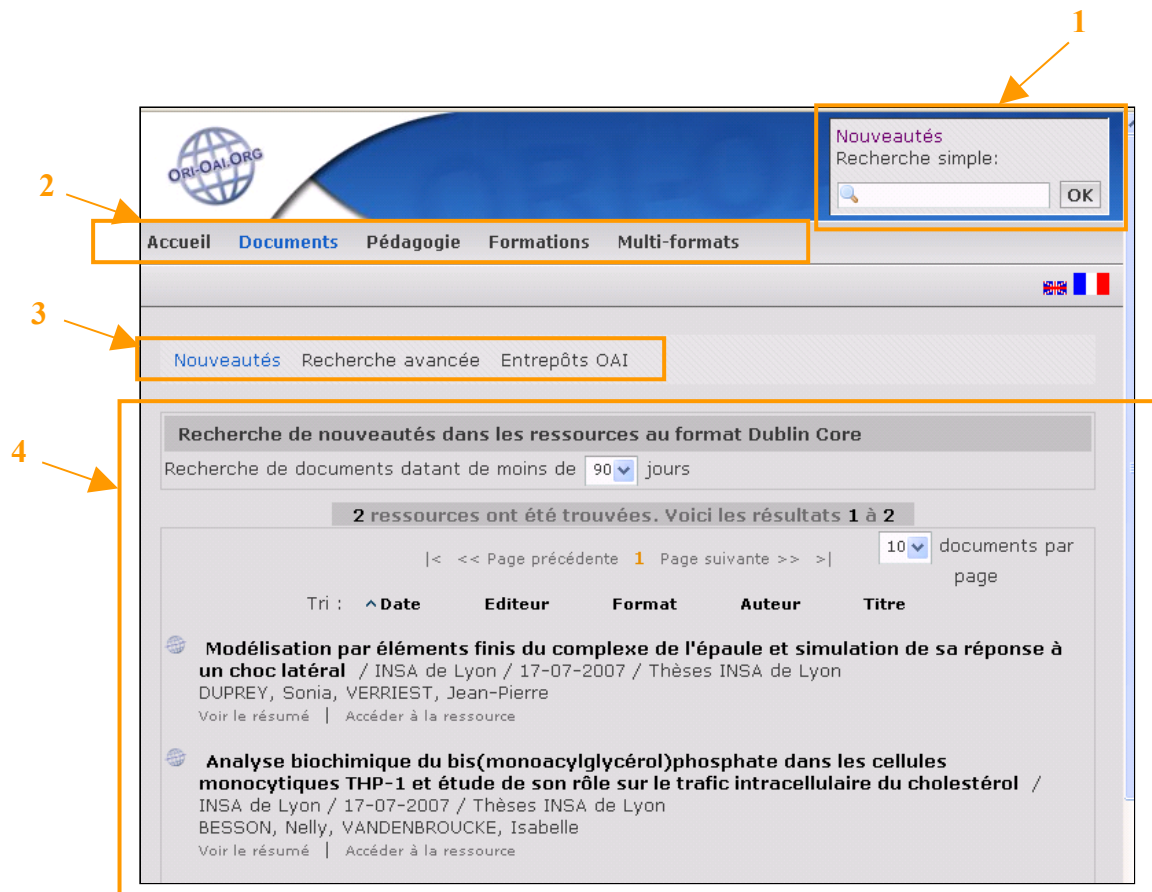 1
ORI-OAI.ORG
Nouveautés
Recherche simple:
OK
2
Accueil Documents Pédagogie Formations Multi-formats
3
Nouveautés Recherche avancée Entrepôts OAI
4
Recherche de nouveautés dans les ressources au format Dublin Core
Recherche de documents datant de moins de 90 jours
2 ressources ont été trouvées. Voici les résultats 1 à 2
|< << Page précédente 1 Page suivante >> >| 10 documents par
page
Tri : ^Date Editeur Format Auteur Titre
Modélisation par éléments finis du complexe de l'épaule et simulation de sa réponse à
un choc latéral / INSA de Lyon / 17-07-2007 / Thèses INSA de Lyon
DUPREY, Sonia, VERRIEST, Jean-Pierre
Voir le résumé | Accéder à la ressource
Analyse biochimique du bis(monoacylglycérol)phosphate dans les cellules
monocytiques THP-1 et étude de son rôle sur le trafic intracellulaire du cholestérol /
INSA de Lyon / 17-07-2007 / Thèses INSA de Lyon
BESSON, Nelly, VANDENBROUCKE, Isabelle
Voir le résumé | Accéder à la ressource